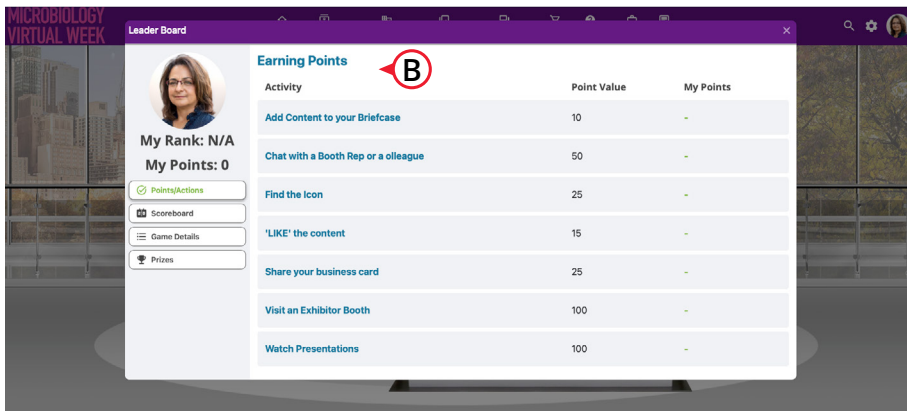 MICROBIOLOGY
VIRTUAL WEEK
Leader Board
My Rank: N/A
My Points: 0
Points/Actions
Scoreboard
Game Details
Prizes
Earning Points
B
Activity Point Value My Points
Add Content to your Briefcase 10 -
Chat with a Booth Rep or a olleague 50 -
Find the Icon 25 -
'LIKE' the content 15 -
Share your business card 25 -
Visit an Exhibitor Booth 100 -
Watch Presentations 100 -